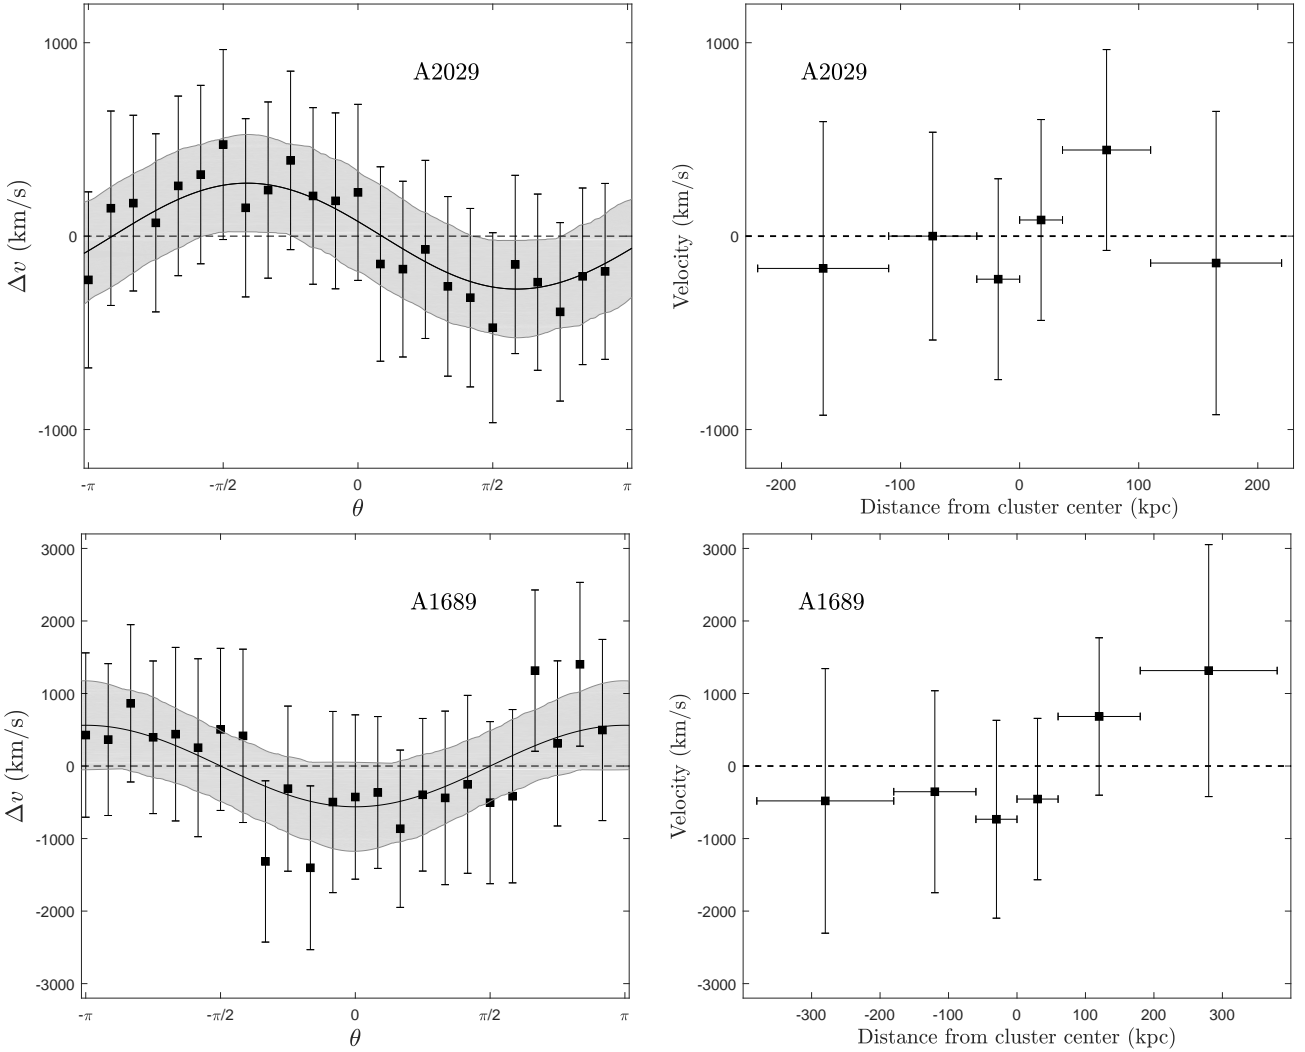 A2029
1000
0
-1000
Δv (km/s)
-π
-π/2
0
π/2
π
θ
A2029
1000
0
-1000
Velocity (km/s)
-200
-100
0
100
200
Distance from cluster center (kpc)
A1689
3000
2000
1000
0
-1000
-2000
-3000
Δv (km/s)
-π
-π/2
0
π/2
π
θ
A1689
3000
2000
1000
0
-1000
-2000
-3000
Velocity (km/s)
-300
-200
-100
0
100
200
300
Distance from cluster center (kpc)